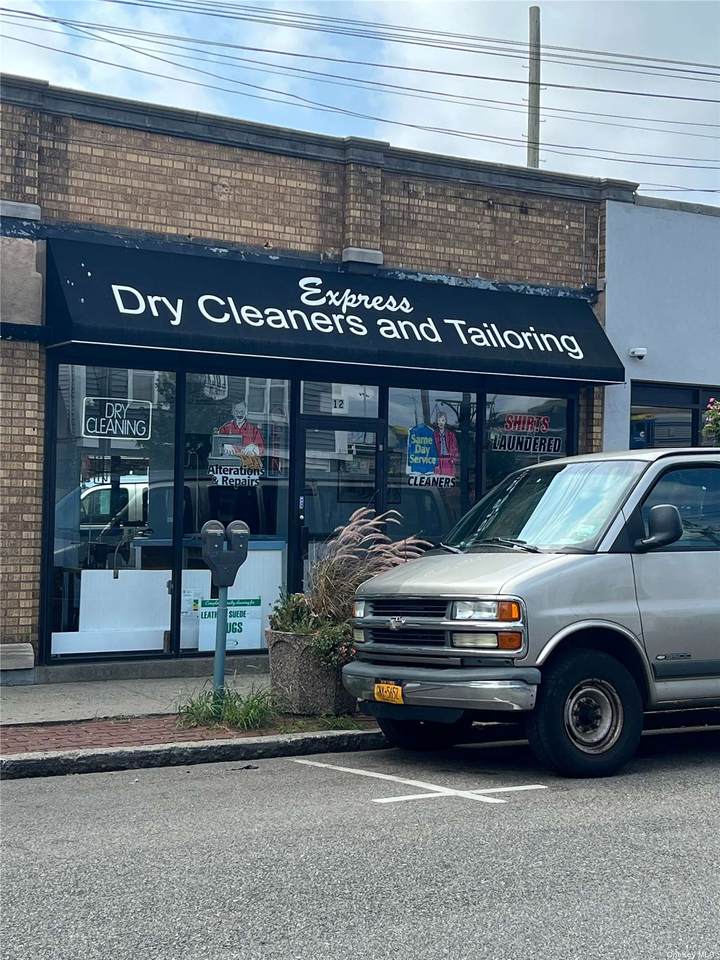 Express
Dry Cleaners and Tailoring
12
DRY
CLEANING
Alterations
& Repairs
Same
Day
Service
CLEANERS
SHIRTS
LAUNDERED
LEATHER SUEDE
RUGS
OneKey MLS